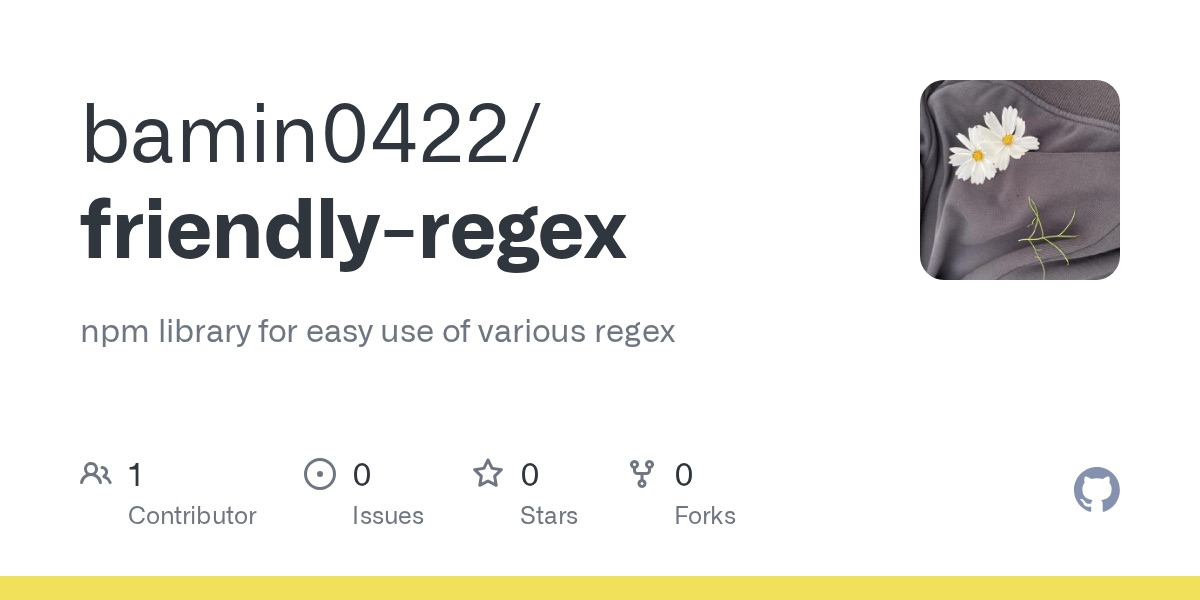 bamin0422/
friendly-regex
npm library for easy use of various regex
1
Contributor
0
Issues
0
Stars
0
Forks